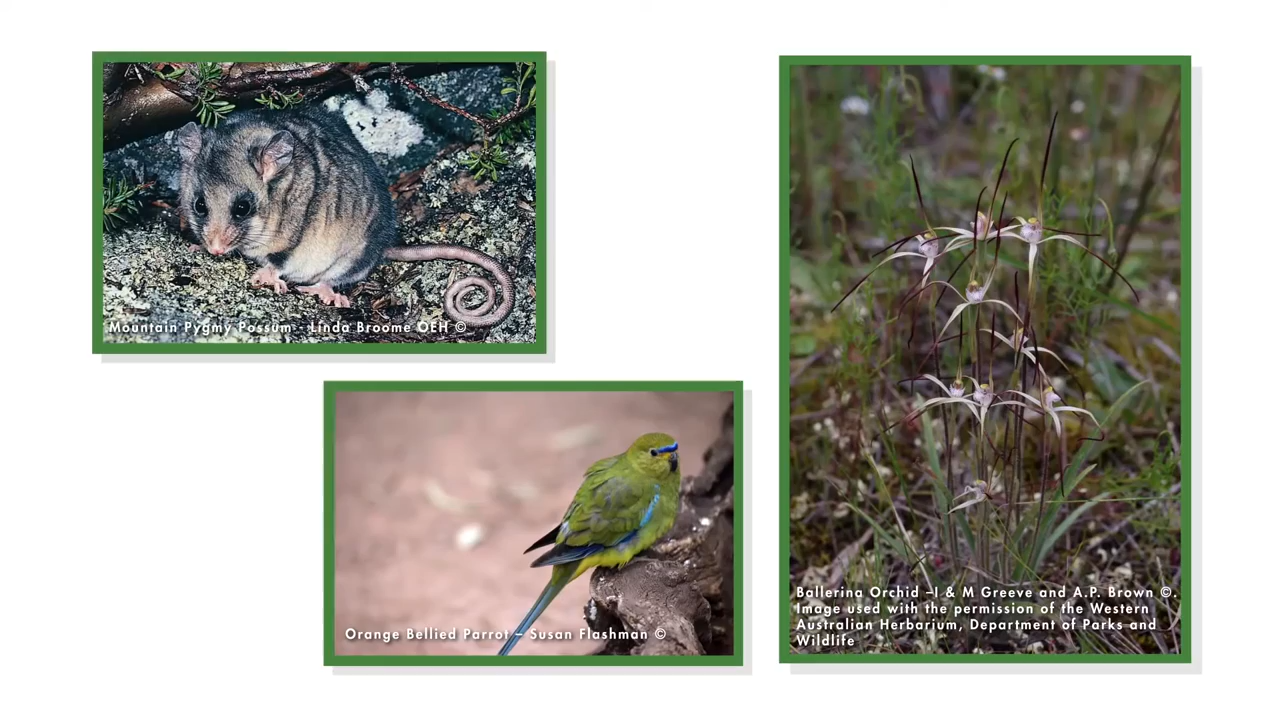 Mountain Pygmy Possum - Linda Broome OEH ©
Orange Bellied Parrot – Susan Flashman ©
Ballerina Orchid –I & M Greeve and A.P. Brown ©.
Image used with the permission of the Western
Australian Herbarium, Department of Parks and
Wildlife